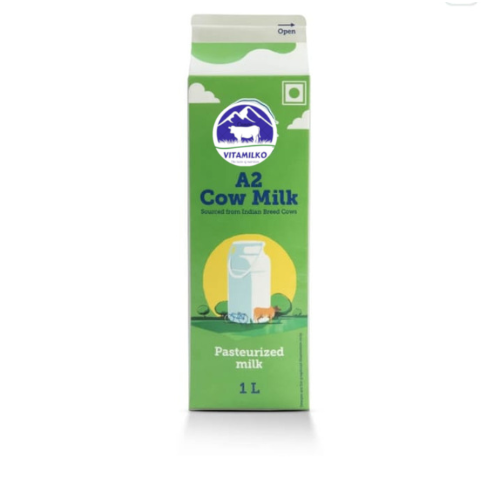 Open
VITAMILKO
A2
Cow Milk
Sourced from Indian Breed Cows
Pasteurized
milk
1 L